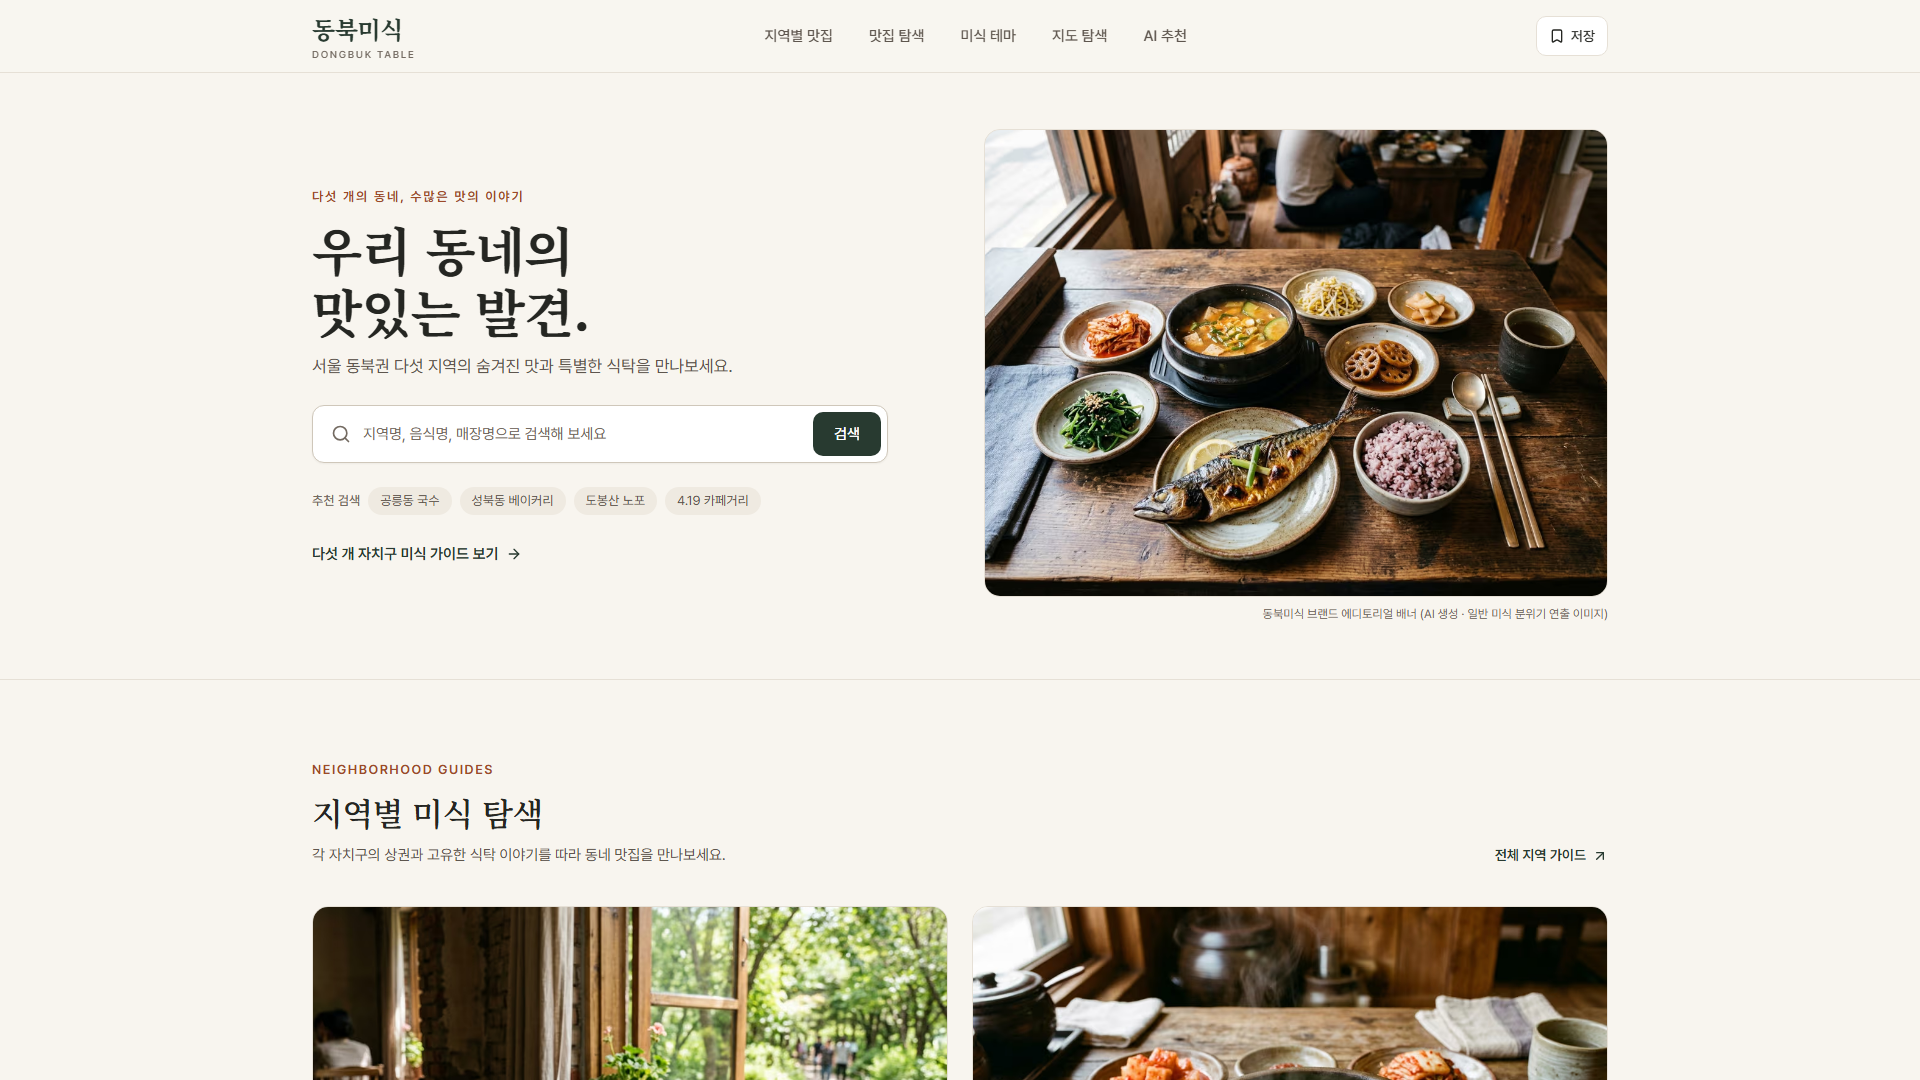 동북미식
DONGBUK TABLE
지역별 맛집
맛집 탐색
미식 테마
지도 탐색
AI 추천
저장
다섯 개의 동네, 수많은 맛의 이야기
우리 동네의
맛있는 발견.
서울 동북권 다섯 지역의 숨겨진 맛과 특별한 식탁을 만나보세요.
지역명, 음식명, 매장명으로 검색해 보세요
검색
추천 검색
공릉동 국수
성북동 베이커리
도봉산 노포
4.19 카페거리
다섯 개 자치구 미식 가이드 보기
동북미식 브랜드 에디토리얼 배너 (AI 생성 · 일반 미식 분위기 연출 이미지)
NEIGHBORHOOD GUIDES
지역별 미식 탐색
각 자치구의 상권과 고유한 식탁 이야기를 따라 동네 맛집을 만나보세요.
전체 지역 가이드